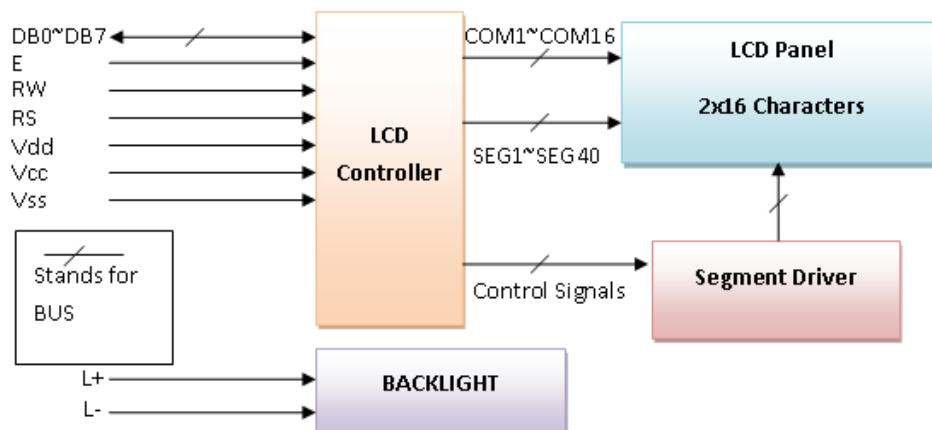 DB0~DB7
E
RW
RS
Vdd
Vcc
Vss
Stands for
BUS
L+
L-
LCD
Controller
BACKLIGHT
COM1~COM16
SEG1~SEG40
Control Signals
LCD Panel
2x16 Characters
Segment Driver